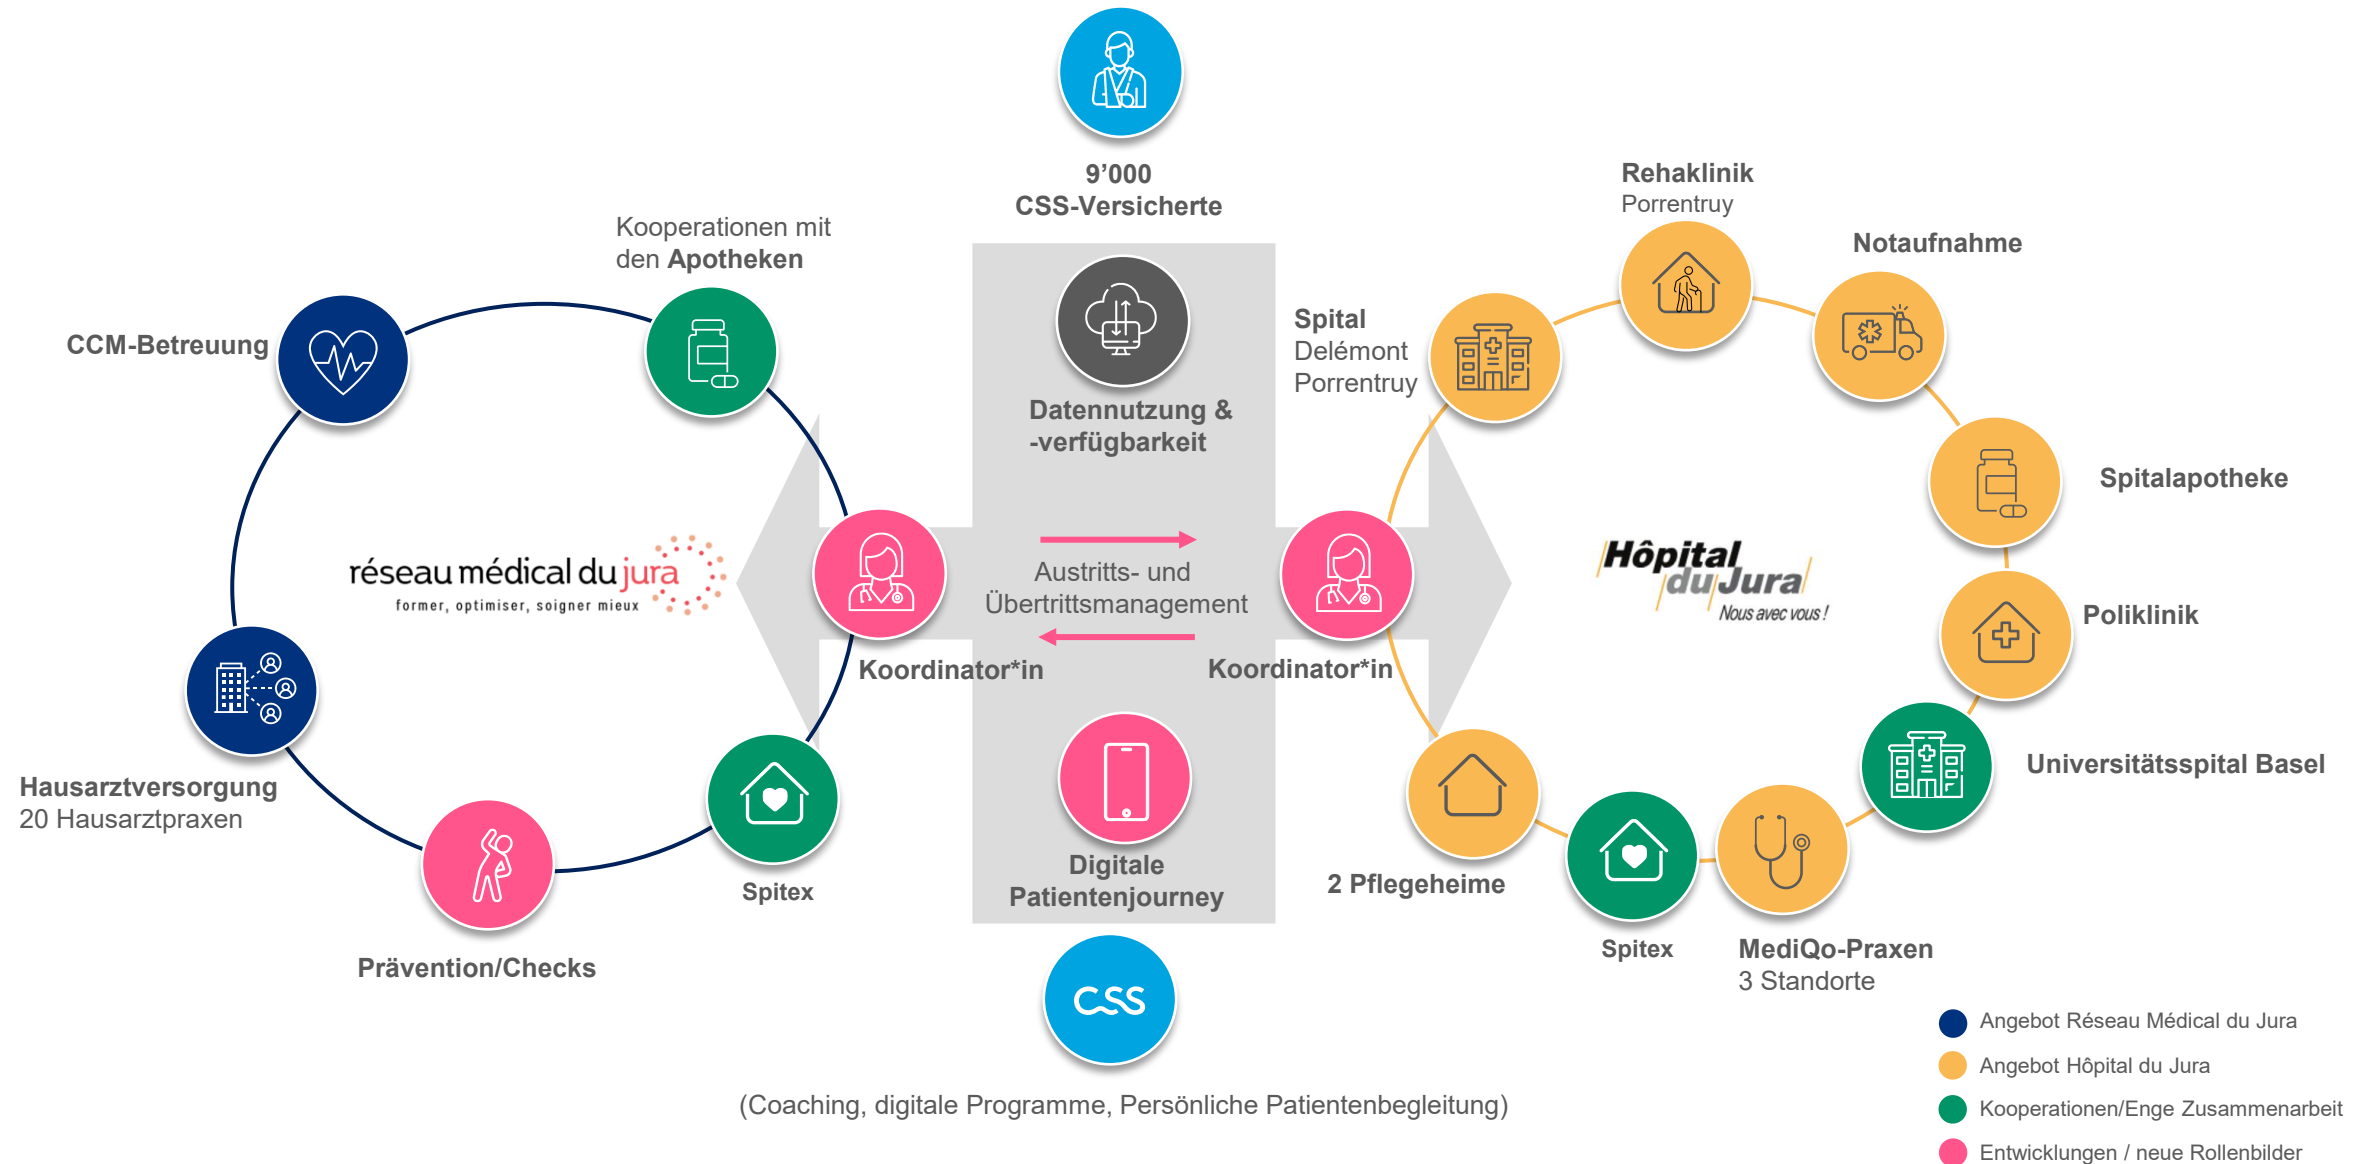 9’000
CSS-Versicherte
Kooperationen mit
den Apotheken
CCM-Betreuung
réseau médical du jura
former, optimiser, soigner mieux
Hausarztversorgung
20 Hausarztpraxen
Prävention/Checks
Spitex
Koordinator*in
Datennutzung &
-verfügbarkeit
Austritts- und
Übertrittsmanagement
Koordinator*in
Digitale
Patientenjourney
css
(Coaching, digitale Programme, Persönliche Patientenbegleitung)
Spital
Delémont
Porrentruy
Rehaklinik
Porrentruy
Notaufnahme
Spitalapotheke
Poliklinik
Universitätsspital Basel
MediQo-Praxen
3 Standorte
Spitex
2 Pflegeheime
Hôpital
du Jura
Nous avec vous !
Angebot Réseau Médical du Jura
Angebot Hôpital du Jura
Kooperationen/Enge Zusammenarbeit
Entwicklungen / neue Rollenbilder